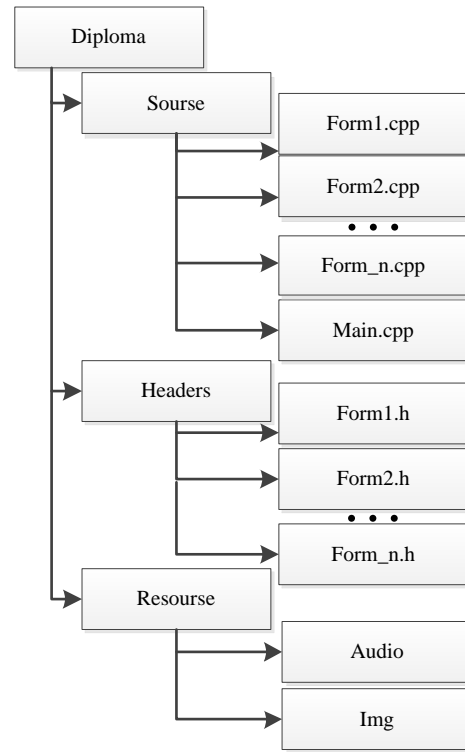 Diploma
Sourse
Form1.cpp
Form2.cpp
• • •
Form_n.cpp
Main.cpp
Headers
Form1.h
Form2.h
• • •
Form_n.h
Resourse
Audio
Img